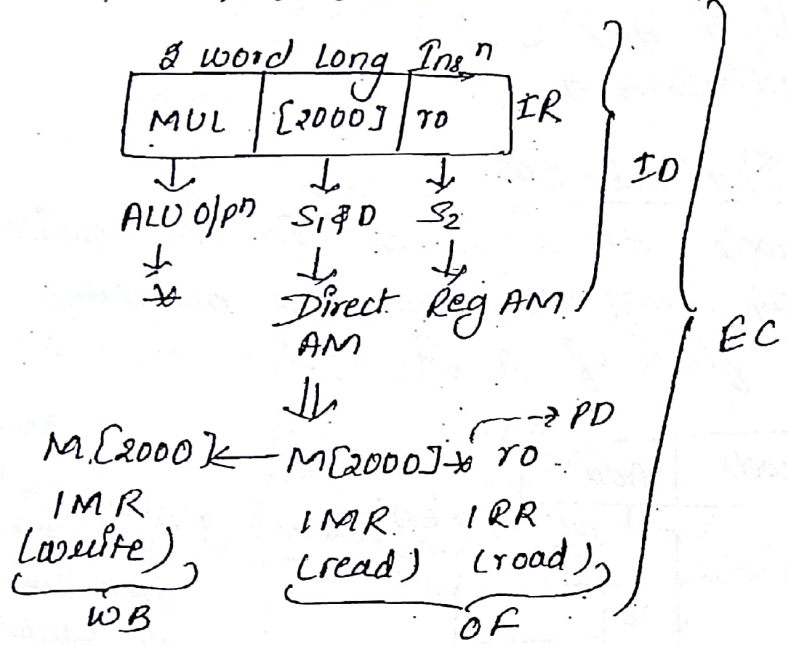 2 word Long Insⁿ
MUL [2000] r0 IR
ID
ALU O/Pⁿ S₁&D S₂
*
Direct Reg AM
AM
EC
→ PD
M[2000] ← M[2000] * r0
IMR IMR IRR
(write) (read) (read)
WB OF